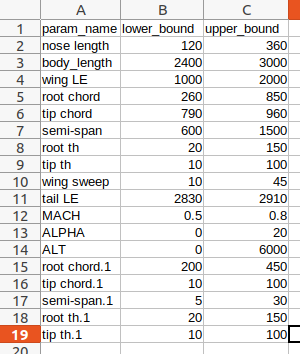 A B C
1 param_name lower_bound upper_bound
2 nose length 120 360
3 body_length 2400 3000
4 wing LE 1000 2000
5 root chord 260 850
6 tip chord 790 960
7 semi-span 600 1500
8 root th 20 150
9 tip th 10 100
10 wing sweep 10 45
11 tail LE 2830 2910
12 MACH 0.5 0.8
13 ALPHA 0 20
14 ALT 0 6000
15 root chord.1 200 450
16 tip chord.1 10 100
17 semi-span.1 5 30
18 root th.1 20 150
19 tip th.1 10 100
20